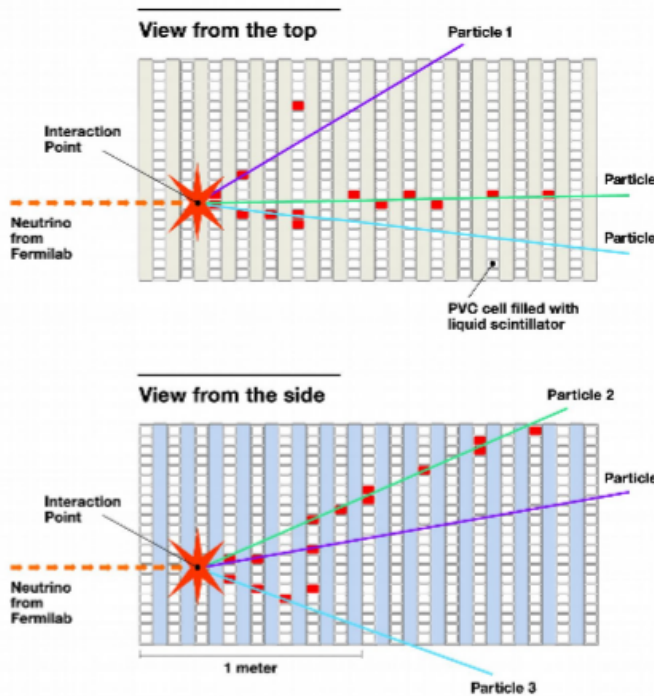 View from the top
Particle 1
Interaction
Point
Particle
Neutrino
from
Fermilab
Particle
PVC cell filled with
liquid scintillator
View from the side
Particle 2
Particle
Interaction
Point
Neutrino
from
Fermilab
1 meter
Particle 3